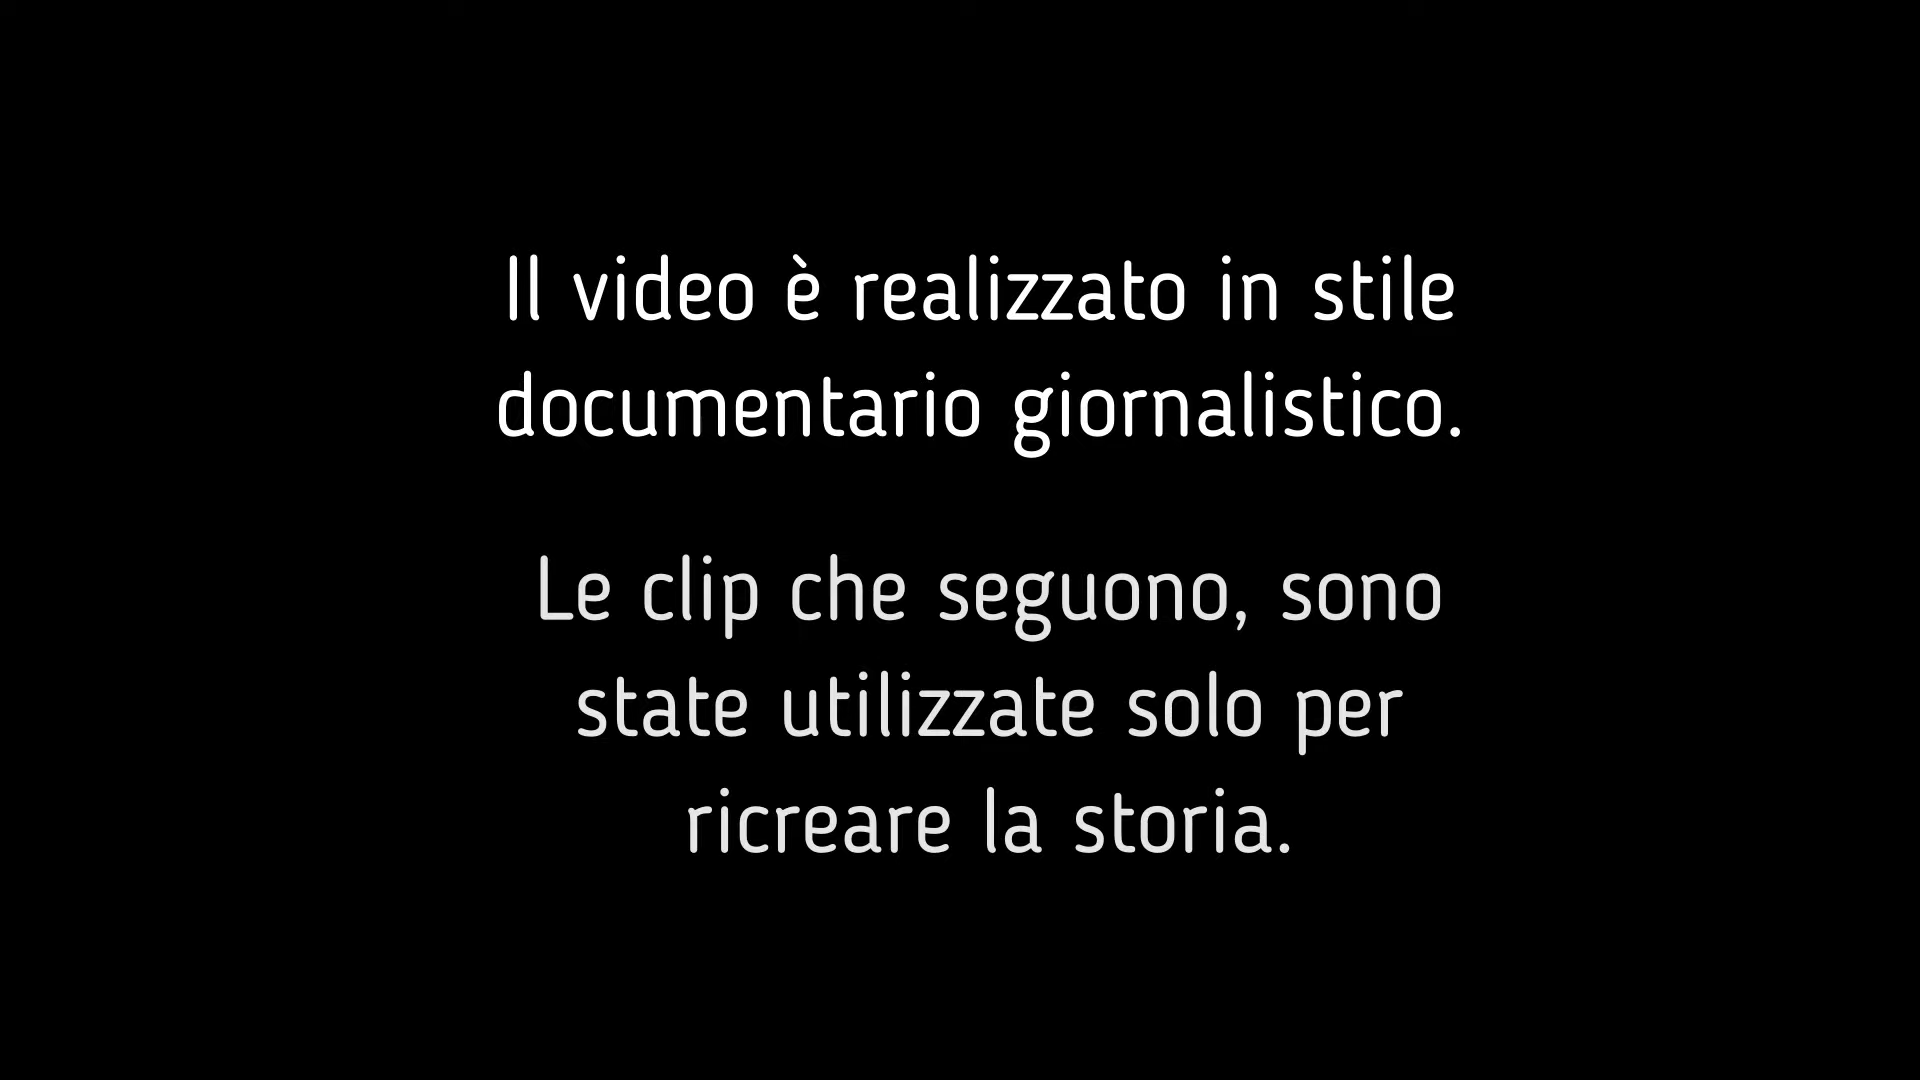 Il video è realizzato in stile
documentario giornalistico.
Le clip che seguono, sono
state utilizzate solo per
ricreare la storia.